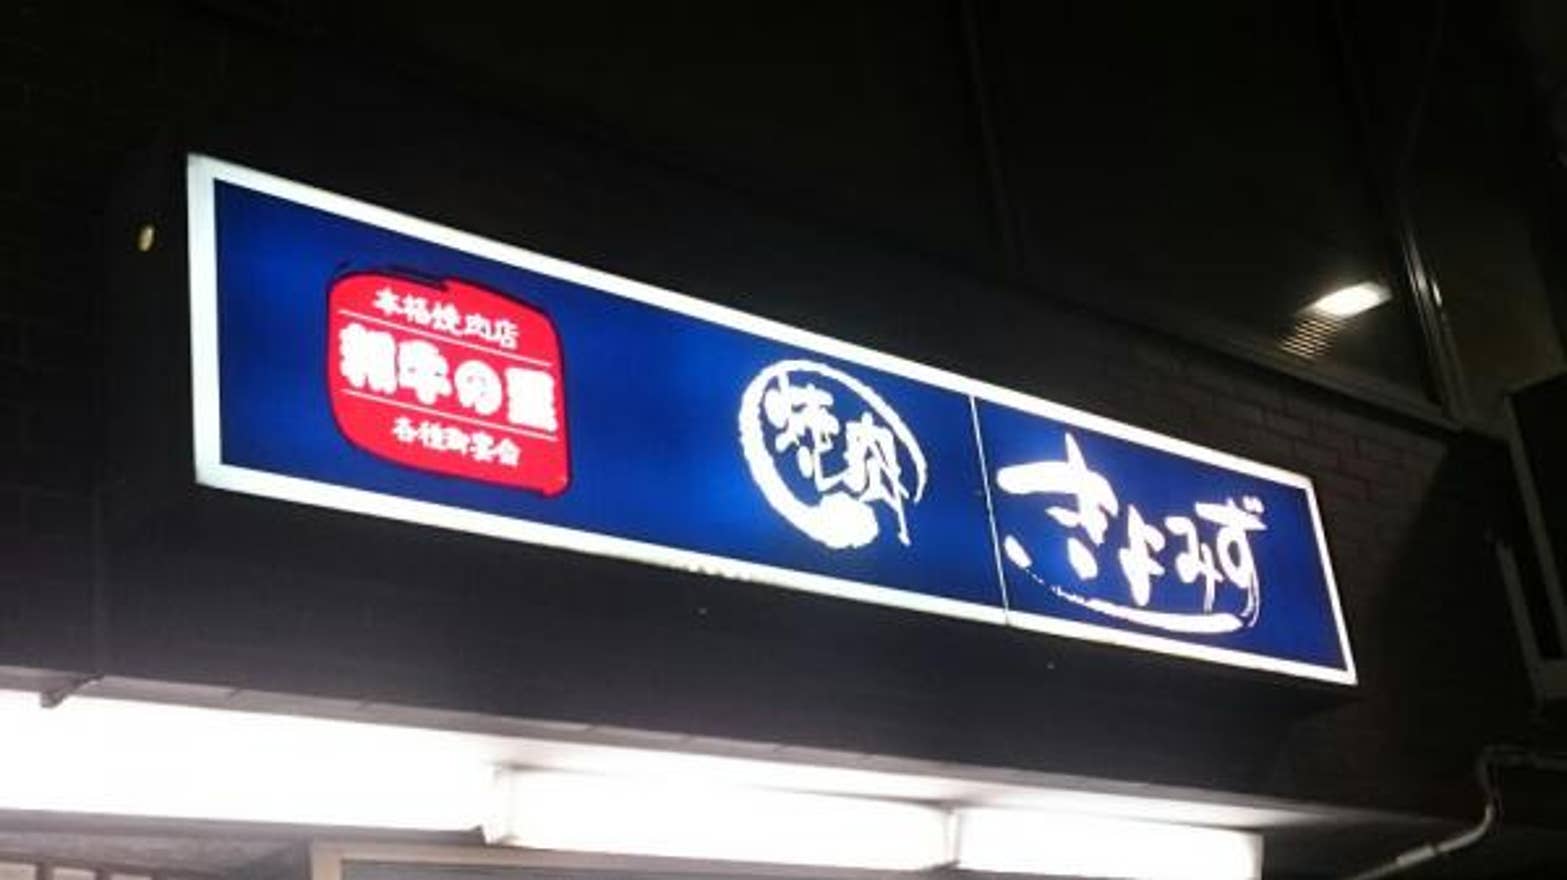 本格焼肉店
和牛の里
各種御宴会
焼肉
きよみず